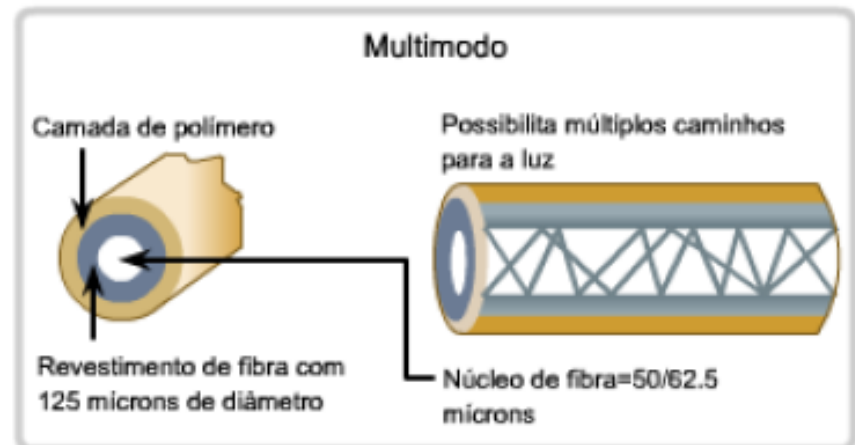 Multimodo
Camada de polímero
Possibilita múltiplos caminhos
para a luz
Revestimento de fibra com
125 microns de diâmetro
Núcleo de fibra=50/62.5
microns